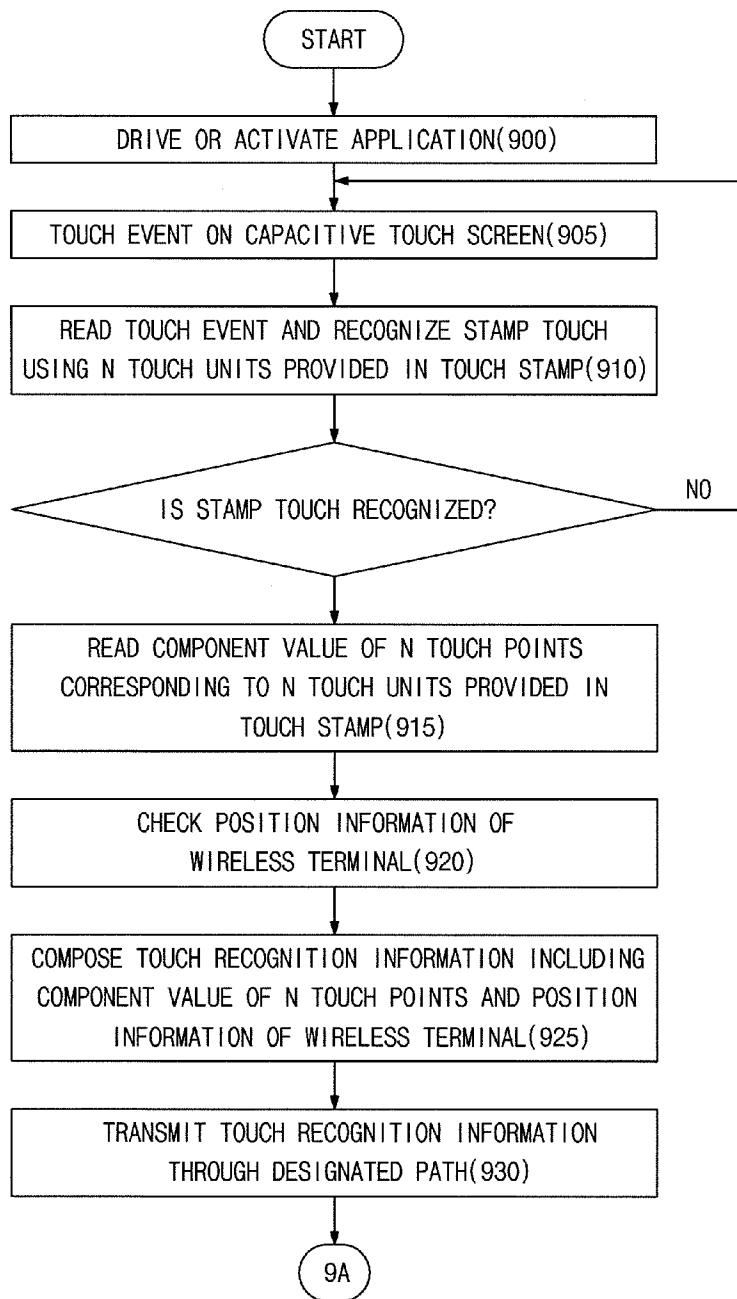 START
DRIVE OR ACTIVATE APPLICATION(900)
TOUCH EVENT ON CAPACITIVE TOUCH SCREEN(905)
READ TOUCH EVENT AND RECOGNIZE STAMP TOUCH
USING N TOUCH UNITS PROVIDED IN TOUCH STAMP(910)
IS STAMP TOUCH RECOGNIZED?
NO
READ COMPONENT VALUE OF N TOUCH POINTS
CORRESPONDING TO N TOUCH UNITS PROVIDED IN
TOUCH STAMP(915)
CHECK POSITION INFORMATION OF
WIRELESS TERMINAL(920)
COMPOSE TOUCH RECOGNITION INFORMATION INCLUDING
COMPONENT VALUE OF N TOUCH POINTS AND POSITION
INFORMATION OF WIRELESS TERMINAL(925)
TRANSMIT TOUCH RECOGNITION INFORMATION
THROUGH DESIGNATED PATH(930)
9A